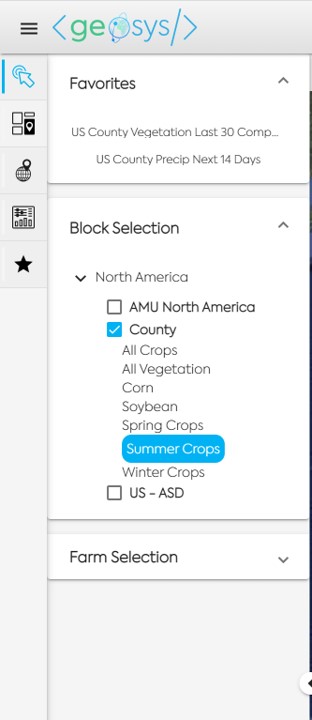 <geosys/>
Favorites
US County Vegetation Last 30 Comp...
US County Precip Next 14 Days
Block Selection
North America
AMU North America
County
All Crops
All Vegetation
Corn
Soybean
Spring Crops
Summer Crops
Winter Crops
US - ASD
Farm Selection